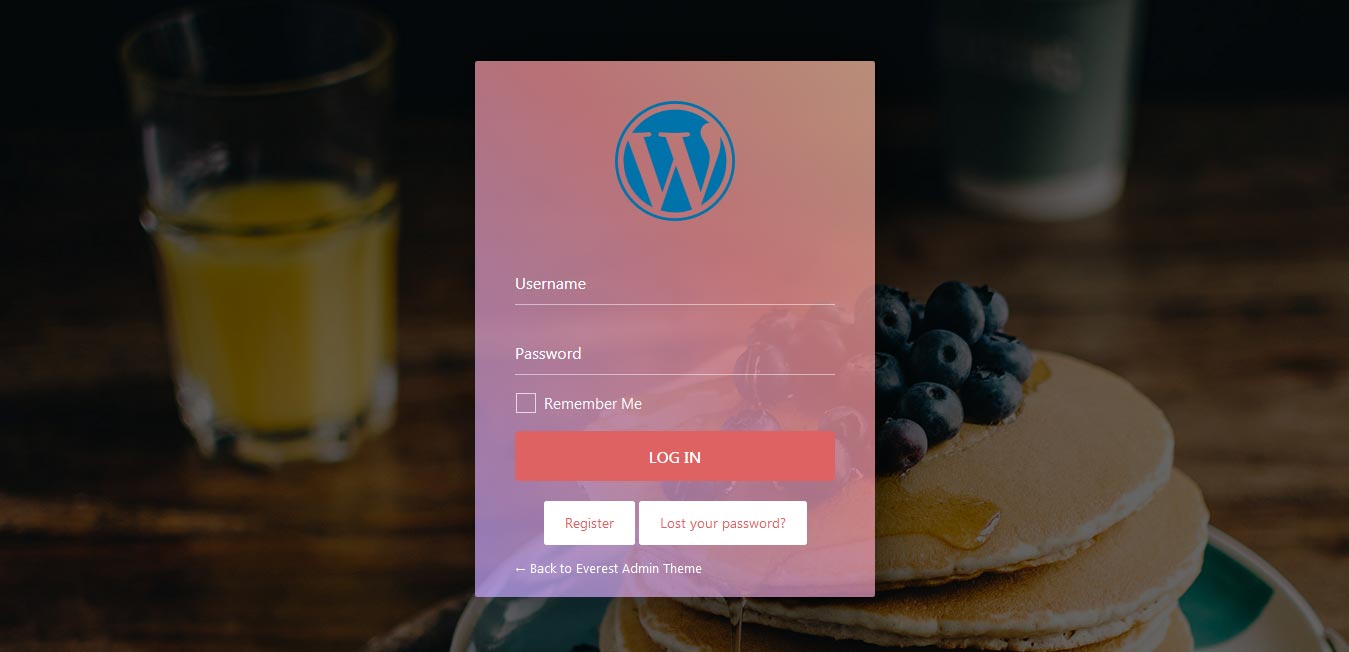 Username
Password
Remember Me
LOG IN
Register
Lost your password?
← Back to Everest Admin Theme